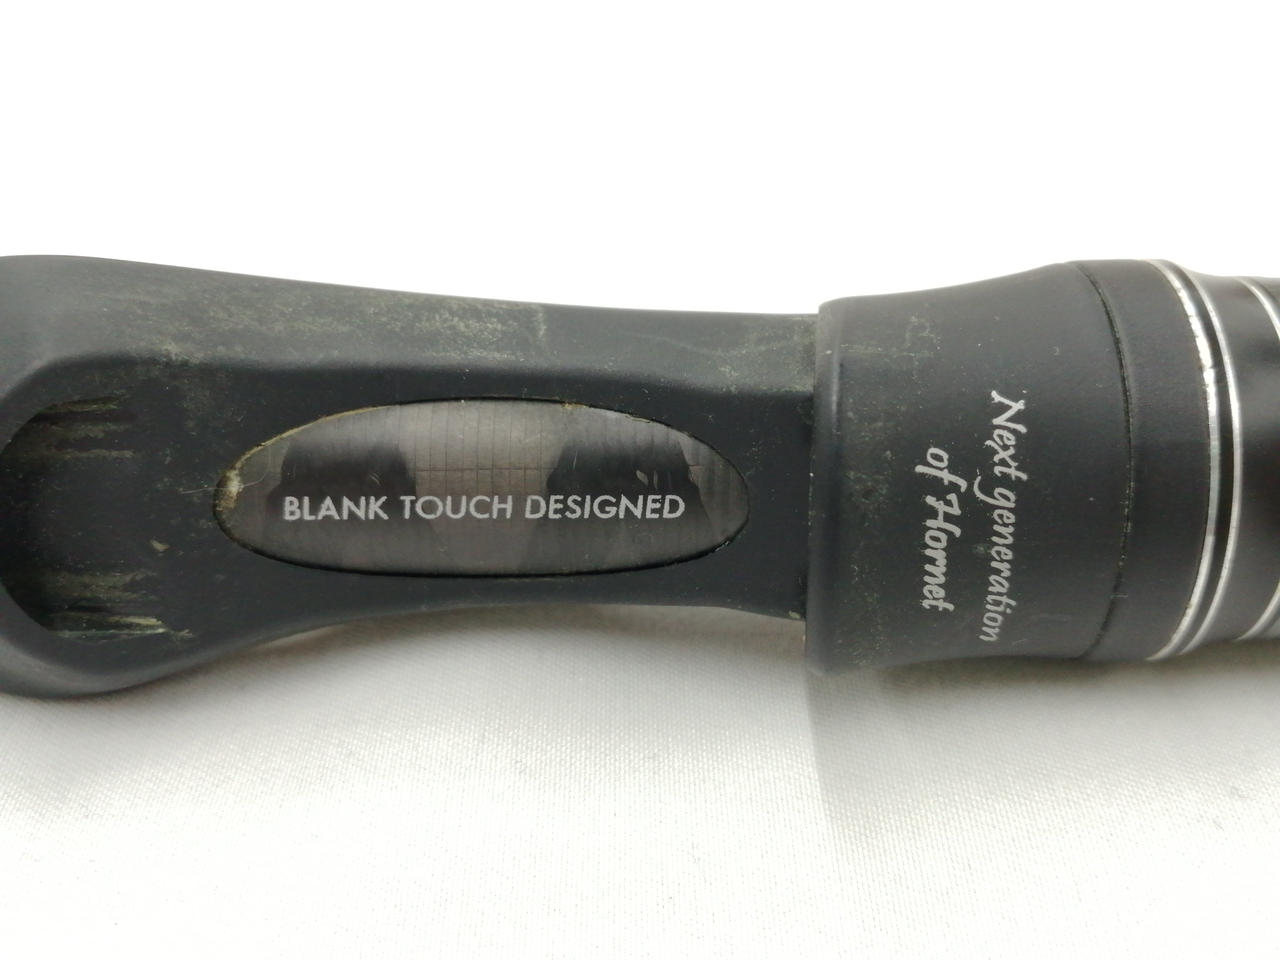 BLANK TOUCH DESIGNED
Next generation
of Hornet